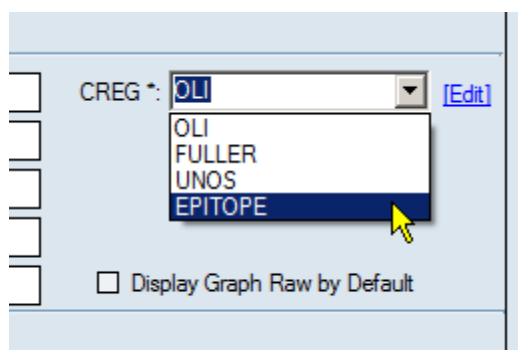 CREG *: OLI [Edit]
OLI
FULLER
UNOS
EPITOPE
Display Graph Raw by Default